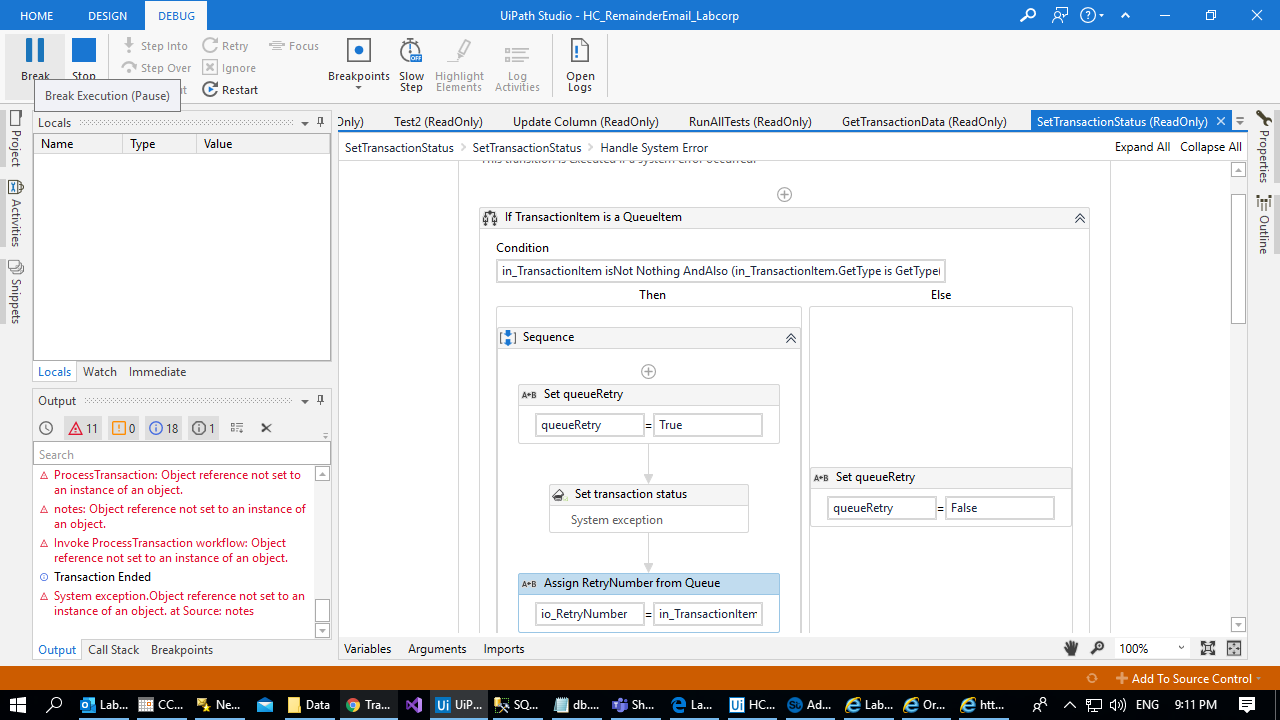 HOME DESIGN DEBUG UiPath Studio - HC_RemainderEmail_Labcorp
Break Stop Step Into Step Over Retry Ignore Restart Focus Breakpoints Slow Step Highlight Elements Log Activities Open Logs
Break Execution (Pause)
Project
Activities
Snippets
Locals
Name Type Value
Locals Watch Immediate
Output
11 0 18 1
Search
ProcessTransaction: Object reference not set to
an instance of an object.
notes: Object reference not set to an instance of
an object.
Invoke ProcessTransaction workflow: Object
reference not set to an instance of an object.
Transaction Ended
System exception.Object reference not set to an
instance of an object. at Source: notes
Output Call Stack Breakpoints
Only) Test2 (ReadOnly) Update Column (ReadOnly) RunAllTests (ReadOnly) GetTransactionData (ReadOnly) SetTransactionStatus (ReadOnly)
SetTransactionStatus SetTransactionStatus Handle System Error Expand All Collapse All
This transition is executed if a system error occurred.
If TransactionItem is a QueueItem
Condition
in_TransactionItem isNot Nothing AndAlso (in_TransactionItem.GetType is GetType(
Then Else
Sequence
A+B Set queueRetry
queueRetry = True
Set transaction status
System exception
A+B Set queueRetry
queueRetry = False
A+B Assign RetryNumber from Queue
io_RetryNumber = in_TransactionItem
Variables Arguments Imports 100%
Properties
Outline
Add To Source Control
Lab... CC... Ne... Data Tra... UiP... SQ... db.... Sh... La... HC... Ad... Lab... Or... htt... ENG 9:11 PM